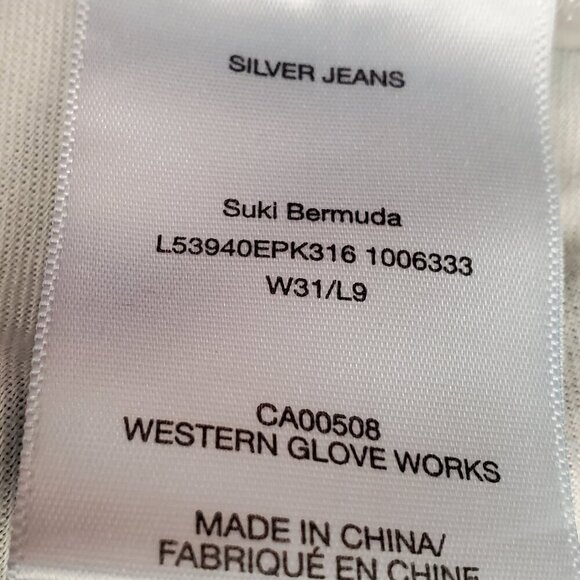 SILVER JEANS
Suki Bermuda
L53940EPK316 1006333
W31/L9
CA00508
WESTERN GLOVE WORKS
MADE IN CHINA/
FABRIQUÉ EN CHINE